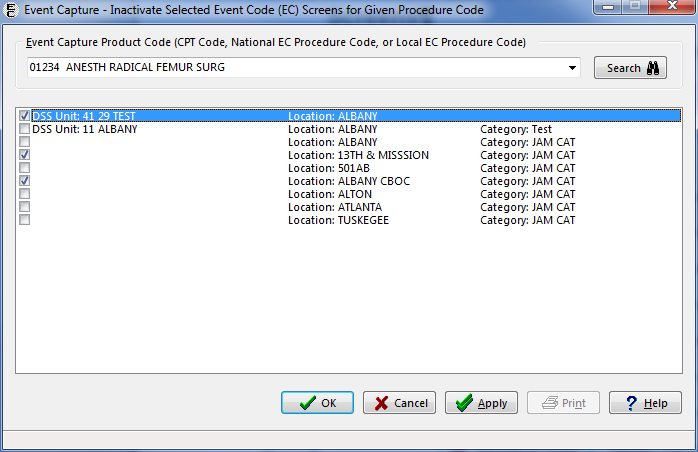 Event Capture - Inactivate Selected Event Code (EC) Screens for Given Procedure Code
Event Capture Product Code (CPT Code, National EC Procedure Code, or Local EC Procedure Code)
01234 ANESTH RADICAL FEMUR SURG
Search
DSS Unit: 41 29 TEST Location: ALBANY
DSS Unit: 11 ALBANY Location: ALBANY Category: Test
Location: ALBANY Category: JAM CAT
Location: 13TH & MISSSION Category: JAM CAT
Location: 501AB Category: JAM CAT
Location: ALBANY CBOC Category: JAM CAT
Location: ALTON Category: JAM CAT
Location: ATLANTA Category: JAM CAT
Location: TUSKEGEE Category: JAM CAT
OK Cancel Apply Print Help